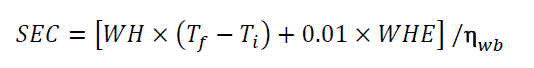 SEC = [WH × (T_f − T_i) + 0.01 × WHE] / η_wb